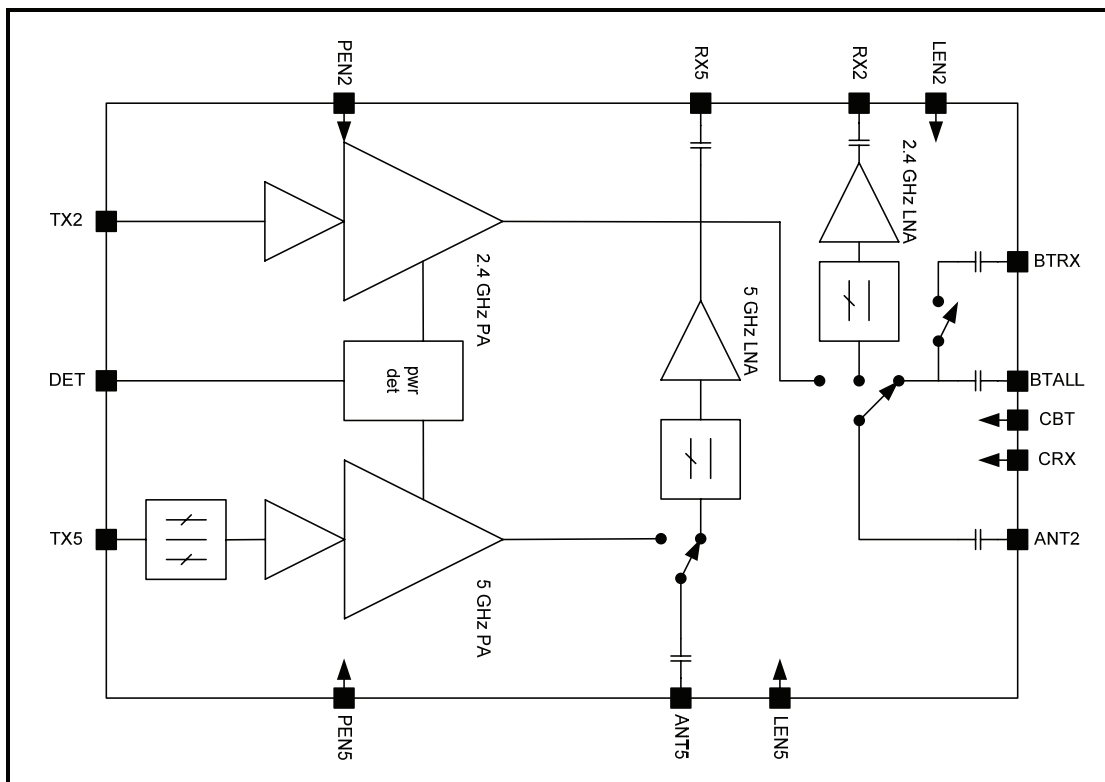 PEN2
RX5
RX2
LEN2
2.4 GHz LNA
TX2
2.4 GHz PA
BTRX
5 GHz LNA
DET
pwr
det
BTALL
CBT
CRX
TX5
ANT2
5 GHz PA
PEN5
ANT5
LEN5